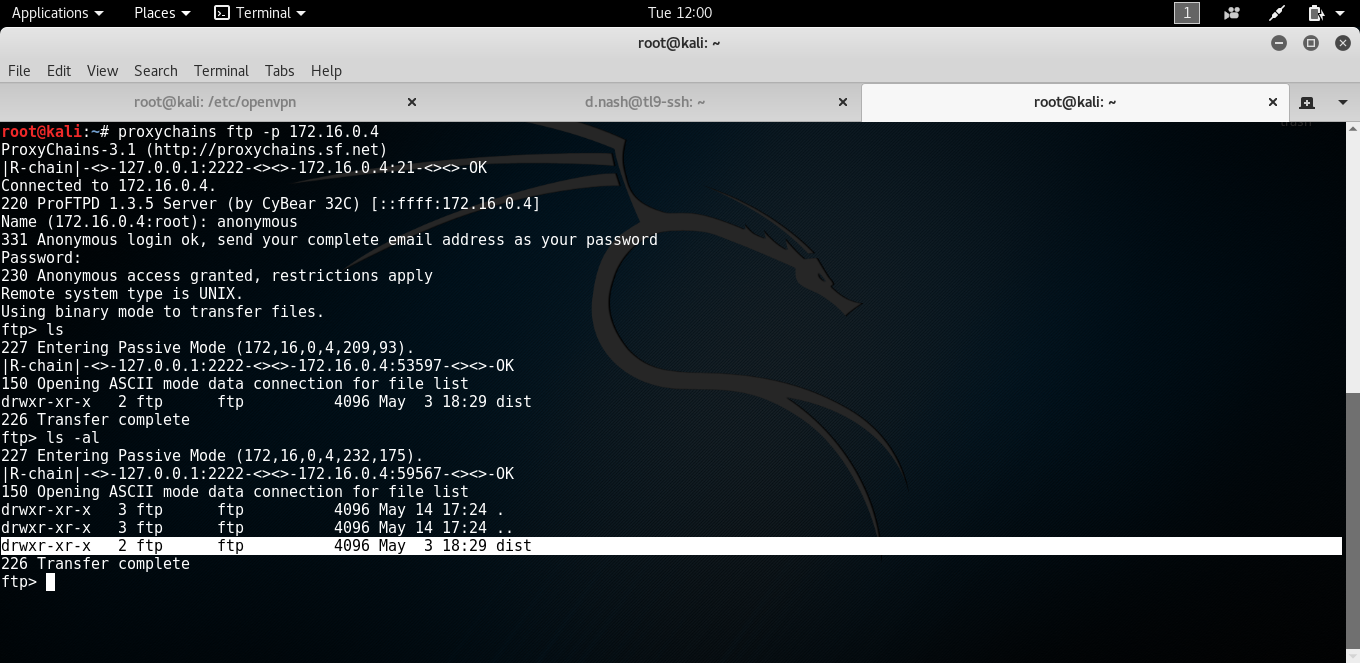 Applications Places Terminal Tue 12:00 1
root@kali: ~
File Edit View Search Terminal Tabs Help
root@kali: /etc/openvpn d.nash@tl9-ssh: ~ root@kali: ~
root@kali:~# proxychains ftp -p 172.16.0.4
ProxyChains-3.1 (http://proxychains.sf.net)
|R-chain|-<>-127.0.0.1:2222-<><>-172.16.0.4:21-<><>-OK
Connected to 172.16.0.4.
220 ProFTPD 1.3.5 Server (by CyBear 32C) [::ffff:172.16.0.4]
Name (172.16.0.4:root): anonymous
331 Anonymous login ok, send your complete email address as your password
Password:
230 Anonymous access granted, restrictions apply
Remote system type is UNIX.
Using binary mode to transfer files.
ftp> ls
227 Entering Passive Mode (172,16,0,4,209,93).
|R-chain|-<>-127.0.0.1:2222-<><>-172.16.0.4:53597-<><>-OK
150 Opening ASCII mode data connection for file list
drwxr-xr-x   2 ftp      ftp          4096 May  3 18:29 dist
226 Transfer complete
ftp> ls -al
227 Entering Passive Mode (172,16,0,4,232,175).
|R-chain|-<>-127.0.0.1:2222-<><>-172.16.0.4:59567-<><>-OK
150 Opening ASCII mode data connection for file list
drwxr-xr-x   3 ftp      ftp          4096 May 14 17:24 .
drwxr-xr-x   3 ftp      ftp          4096 May 14 17:24 ..
drwxr-xr-x   2 ftp      ftp          4096 May  3 18:29 dist
226 Transfer complete
ftp>